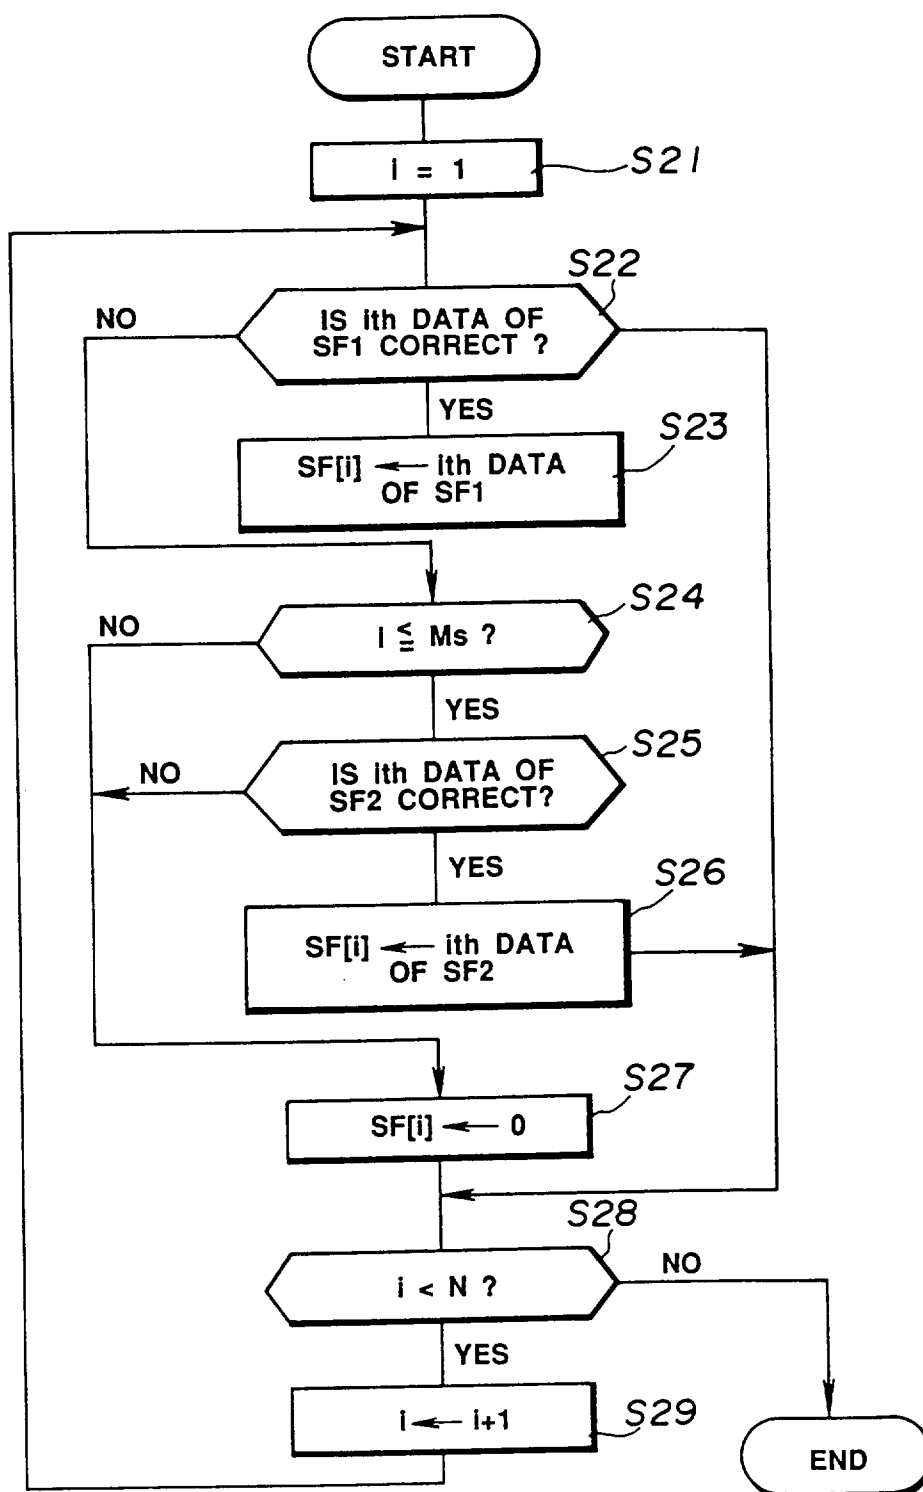 START
i = 1
S21
S22
NO
IS ith DATA OF
SF1 CORRECT ?
YES
S23
SF[i] ← ith DATA
OF SF1
S24
NO
i ≦ Ms ?
YES
S25
NO
IS ith DATA OF
SF2 CORRECT?
YES
S26
SF[i] ← ith DATA
OF SF2
S27
SF[i] ← 0
S28
NO
i < N ?
YES
S29
i ← i+1
END